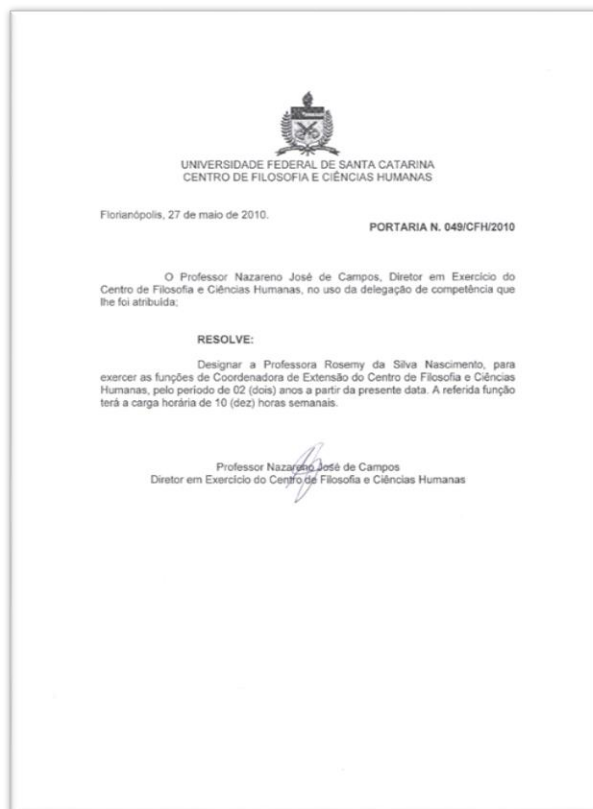 UNIVERSIDADE FEDERAL DE SANTA CATARINA
CENTRO DE FILOSOFIA E CIÊNCIAS HUMANAS
Florianópolis, 27 de maio de 2010.
PORTARIA N. 049/CFH/2010
O Professor Nazareno José de Campos, Diretor em Exercício do
Centro de Filosofia e Ciências Humanas, no uso da delegação de competência que
lhe foi atribuída;
RESOLVE:
Designar a Professora Rosemy da Silva Nascimento, para
exercer as funções de Coordenadora de Extensão do Centro de Filosofia e Ciências
Humanas, pelo período de 02 (dois) anos a partir da presente data. A referida função
terá a carga horária de 10 (dez) horas semanais.
Professor Nazareno José de Campos
Diretor em Exercício do Centro de Filosofia e Ciências Humanas